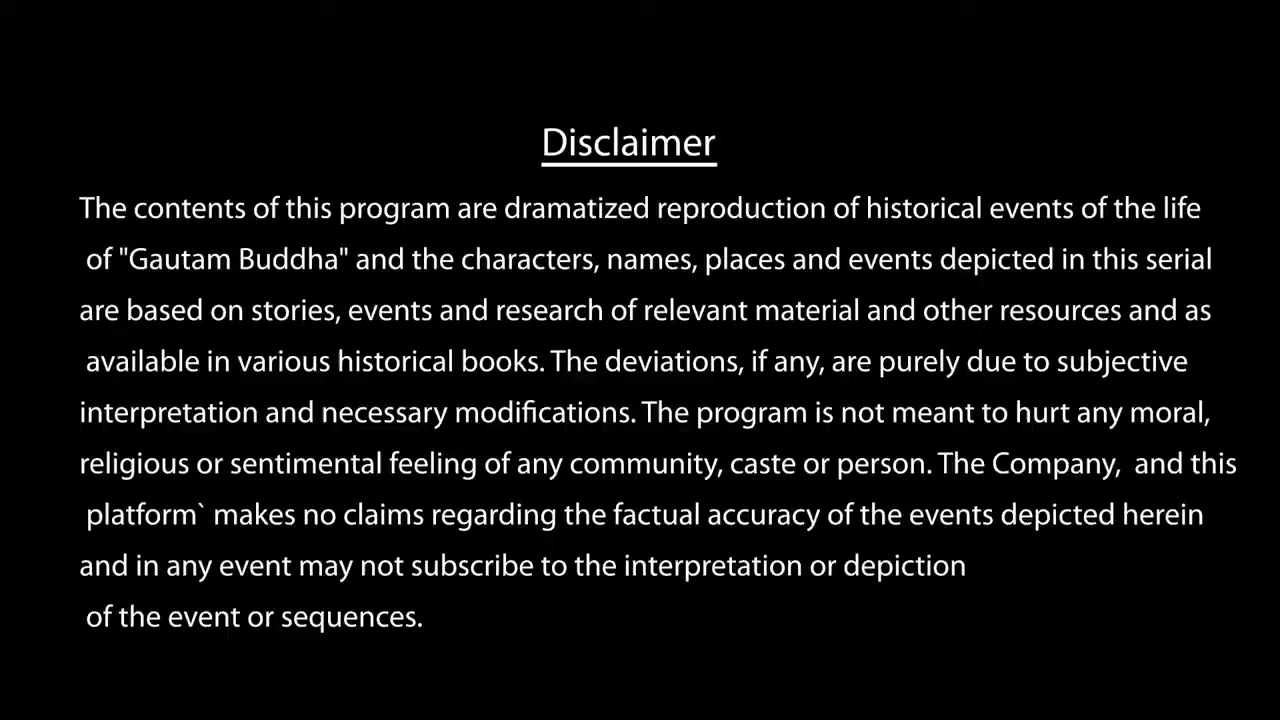 Disclaimer
The contents of this program are dramatized reproduction of historical events of the life
of "Gautam Buddha" and the characters, names, places and events depicted in this serial
are based on stories, events and research of relevant material and other resources and as
available in various historical books. The deviations, if any, are purely due to subjective
interpretation and necessary modifications. The program is not meant to hurt any moral,
religious or sentimental feeling of any community, caste or person. The Company,  and this
platform` makes no claims regarding the factual accuracy of the events depicted herein
and in any event may not subscribe to the interpretation or depiction
of the event or sequences.